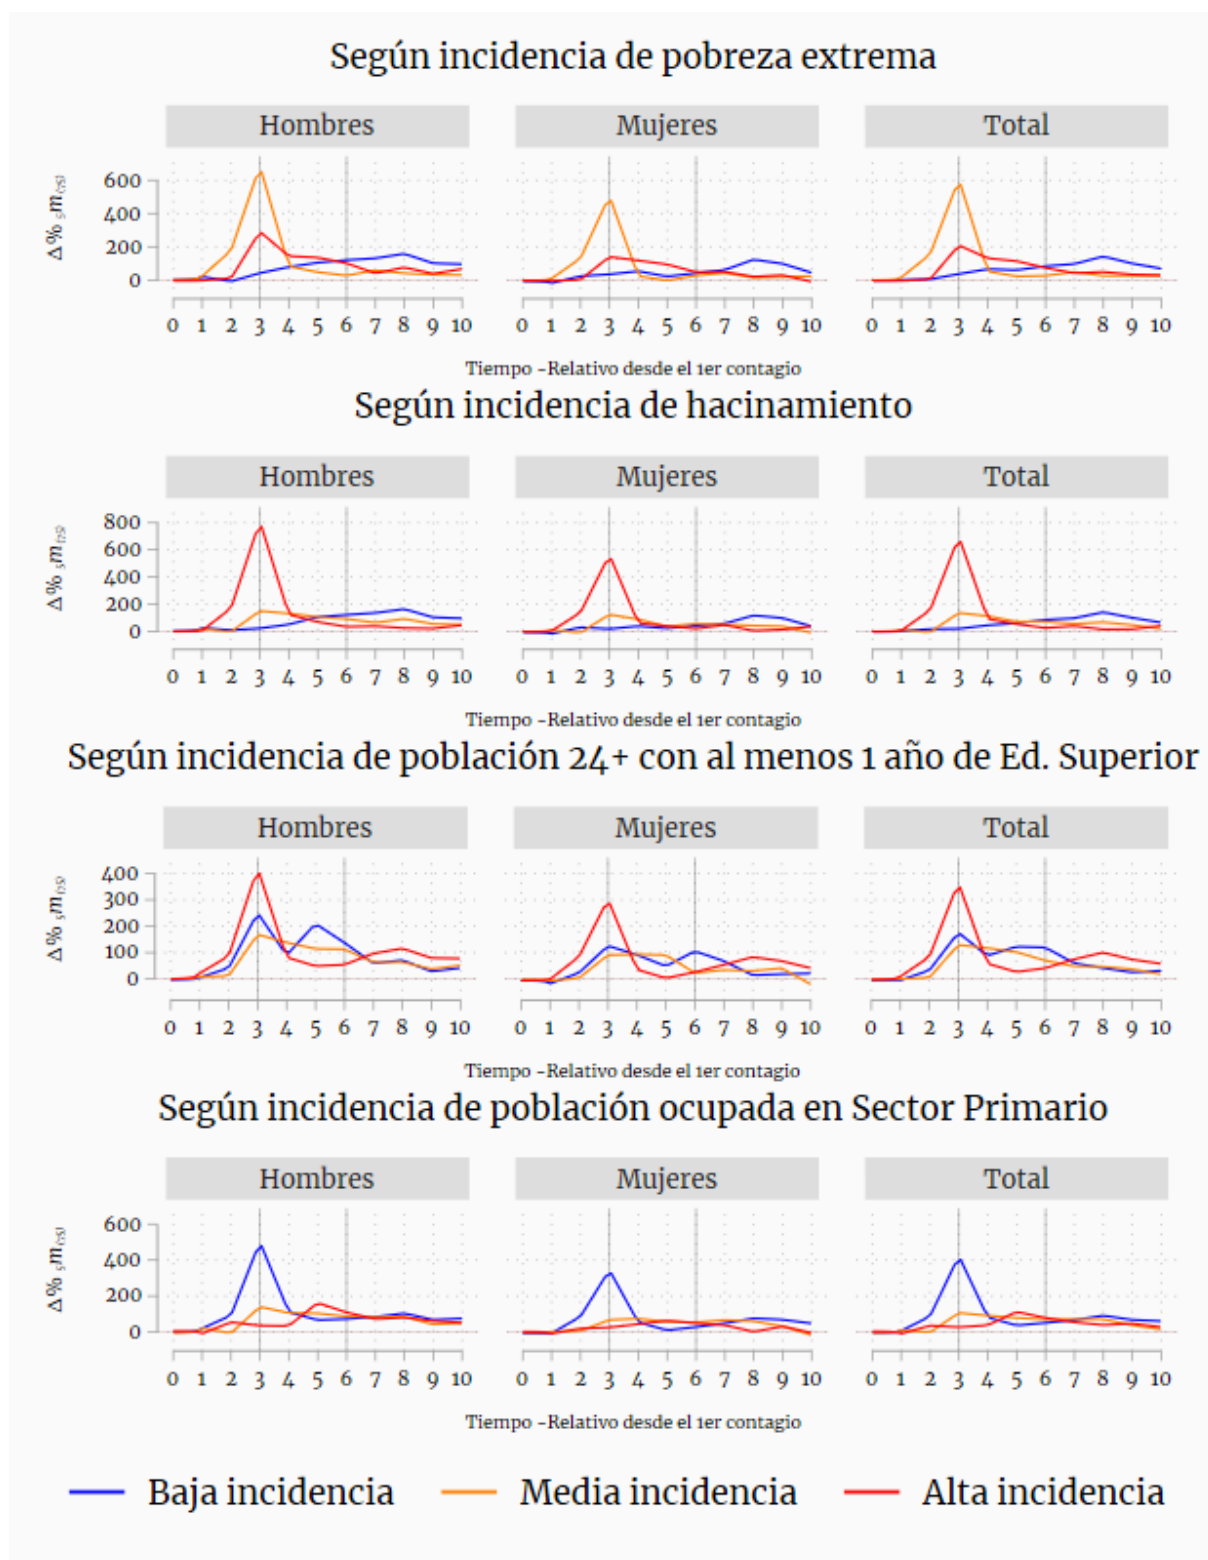 Según incidencia de pobreza extrema
Hombres Mujeres Total
Δ% ₅m₍₇₅₎
600
400
200
0
0 1 2 3 4 5 6 7 8 9 10 0 1 2 3 4 5 6 7 8 9 10 0 1 2 3 4 5 6 7 8 9 10
Tiempo -Relativo desde el 1er contagio
Según incidencia de hacinamiento
Hombres Mujeres Total
Δ% ₅m₍₇₅₎
800
600
400
200
0
0 1 2 3 4 5 6 7 8 9 10 0 1 2 3 4 5 6 7 8 9 10 0 1 2 3 4 5 6 7 8 9 10
Tiempo -Relativo desde el 1er contagio
Según incidencia de población 24+ con al menos 1 año de Ed. Superior
Hombres Mujeres Total
Δ% ₅m₍₇₅₎
400
300
200
100
0
0 1 2 3 4 5 6 7 8 9 10 0 1 2 3 4 5 6 7 8 9 10 0 1 2 3 4 5 6 7 8 9 10
Tiempo -Relativo desde el 1er contagio
Según incidencia de población ocupada en Sector Primario
Hombres Mujeres Total
Δ% ₅m₍₇₅₎
600
400
200
0
0 1 2 3 4 5 6 7 8 9 10 0 1 2 3 4 5 6 7 8 9 10 0 1 2 3 4 5 6 7 8 9 10
Tiempo -Relativo desde el 1er contagio
Baja incidencia Media incidencia Alta incidencia